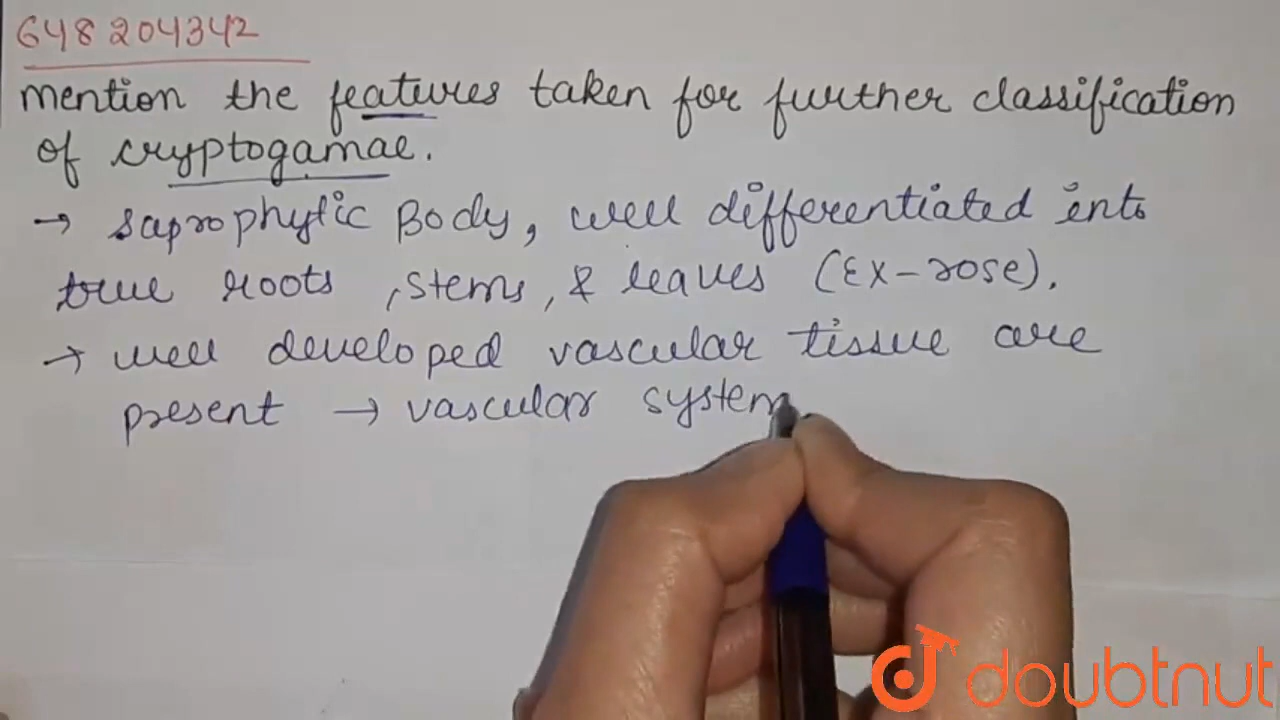 648204342
mention the features taken for further classification
of cryptogamae.
→ saprophytic Body, well differentiated into
true roots, stems, & leaves (Ex-rose).
→ well developed vascular tissue are
present → vascular system
doubtnut